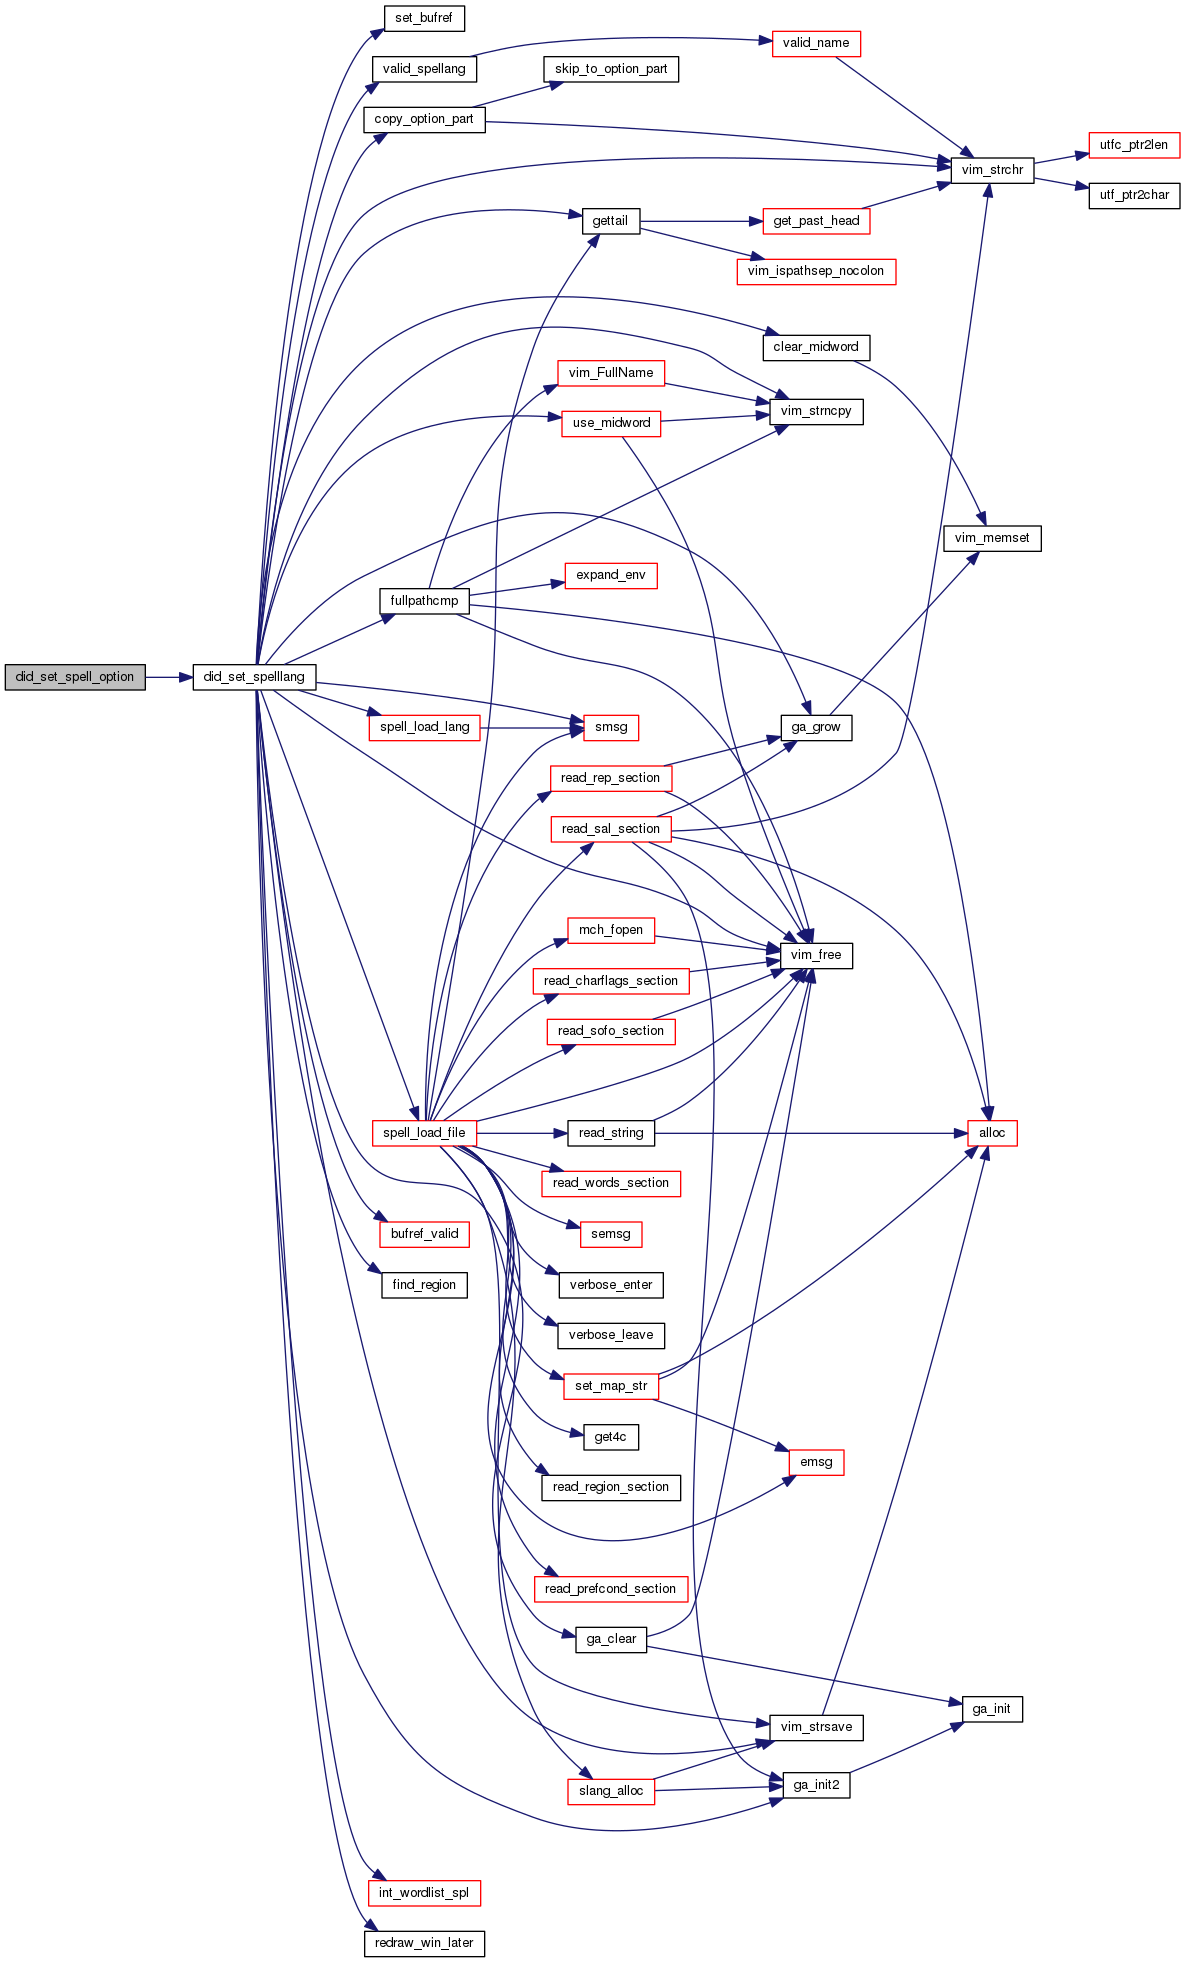 set_bufref
valid_name
valid_spellang
skip_to_option_part
copy_option_part
utfc_ptr2len
vim_strchr
utf_ptr2char
gettail
get_past_head
vim_ispathsep_nocolon
clear_midword
vim_FullName
vim_strncpy
use_midword
vim_memset
expand_env
fullpathcmp
did_set_spell_option
did_set_spelllang
spell_load_lang
smsg
ga_grow
read_rep_section
read_sal_section
mch_fopen
vim_free
read_charflags_section
read_sofo_section
spell_load_file
read_string
alloc
read_words_section
bufref_valid
semsg
find_region
verbose_enter
verbose_leave
set_map_str
get4c
emsg
read_region_section
read_prefcond_section
ga_clear
ga_init
vim_strsave
slang_alloc
ga_init2
int_wordlist_spl
redraw_win_later